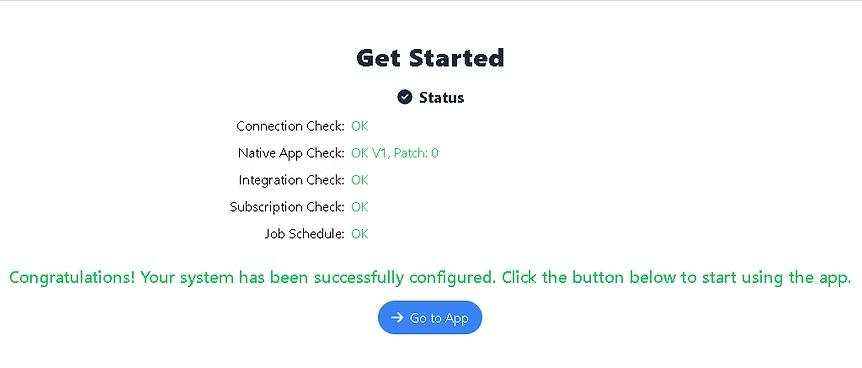 Get Started
Status
Connection Check: OK
Native App Check: OK V1, Patch: 0
Integration Check: OK
Subscription Check: OK
Job Schedule: OK
Congratulations! Your system has been successfully configured. Click the button below to start using the app.
Go to App